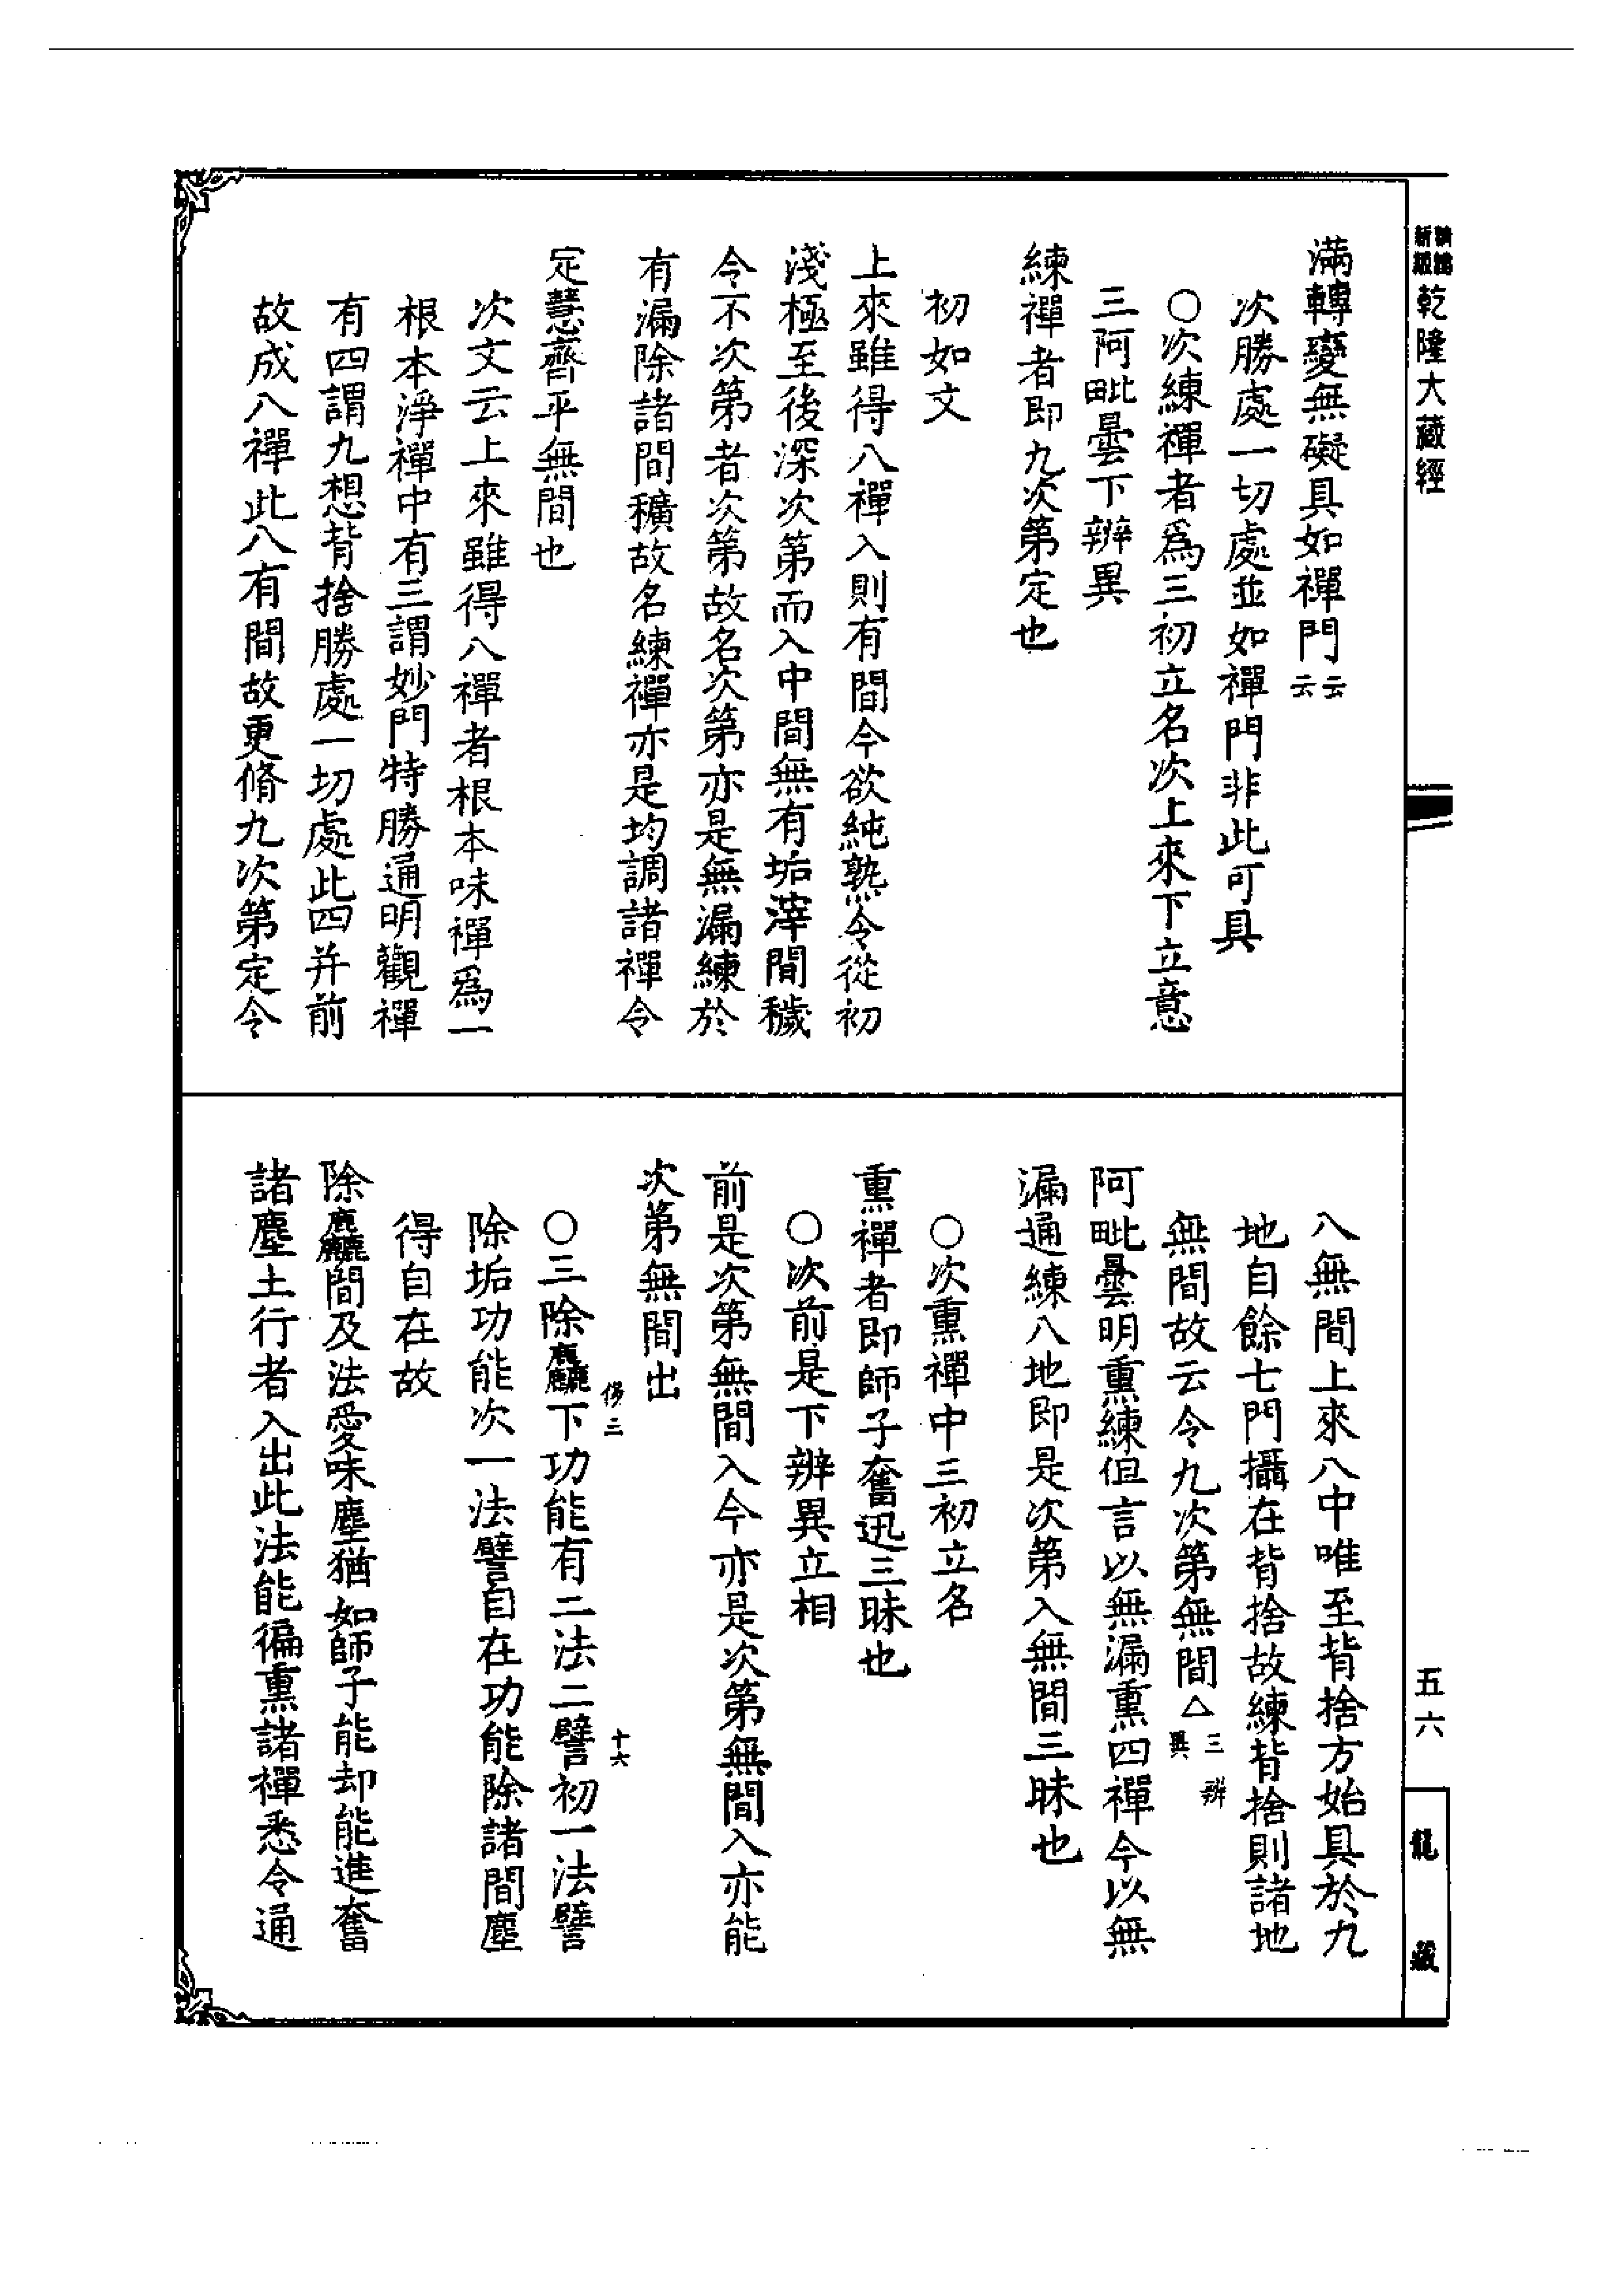 新編縮版 乾隆大藏經
滿轉變無礙具如禪門云云
次勝處一切處並如禪門非此可具
○次練禪者爲三初立名次上來下立意
三阿毗曇下辨異
練禪者即九次第定也
初如文
上來雖得八禪入則有間今欲純熟令從初
淺極至後深次第而入中間無有垢滓間穢
令不次第者次第故名次第亦是無漏練於
有漏除諸間穬故名練禪亦是均調諸禪令
定慧齊平無間也
次文云上來雖得八禪者根本味禪爲一
根本淨禪中有三謂妙門特勝通明觀禪
有四謂九想背捨勝處一切處此四并前
故成八禪此八有間故更脩九次第定令
八無間上來八中唯至背捨方始具於九
地自餘七門攝在背捨故練背捨則諸地
無間故云令九次第無間△三辨異
阿毗曇明熏練但言以無漏熏四禪今以無
漏通練八地即是次第入無間三昧也
○次熏禪中三初立名
熏禪者即師子奮迅三昧也
○次前是下辨異立相
前是次第無間入今亦是次第無間入亦能
次第無間出
十六
○三除麤下功能有二法二譬初一法譬
除垢功能次一法譬自在功能除諸間塵
得自在故
除麤間及法愛味塵猶如師子能却能進奮
諸塵土行者入出此法能徧熏諸禪悉令通
五六
龍藏